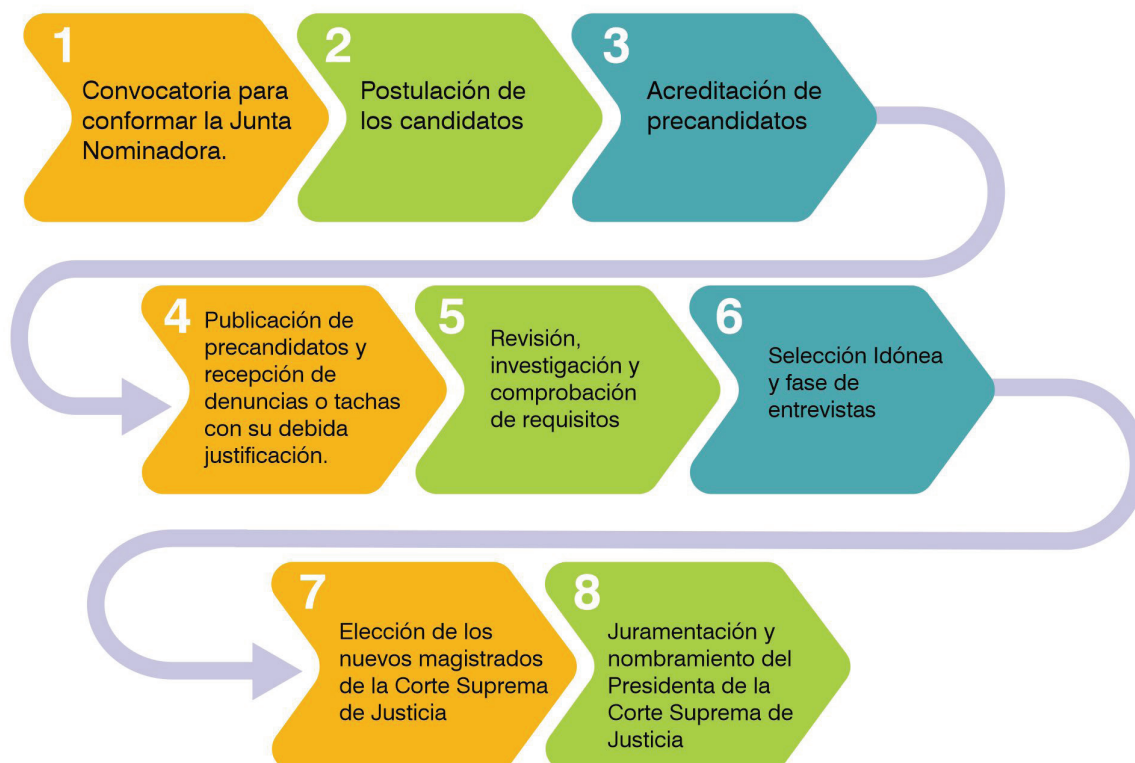 1
Convocatoria para
conformar la Junta
Nominadora.
2
Postulación de
los candidatos
3
Acreditación de
precandidatos
4
Publicación de
precandidatos y
recepción de
denuncias o tachas
con su debida
justificación.
5
Revisión,
investigación y
comprobación
de requisitos
6
Selección Idónea
y fase de
entrevistas
7
Elección de los
nuevos magistrados
de la Corte Suprema
de Justicia
8
Juramentación y
nombramiento del
Presidenta de la
Corte Suprema de
Justicia